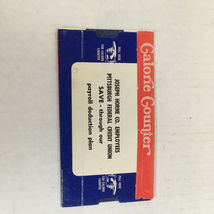 Calorie Counter
JOSEPH HORNE CO. EMPLOYEES
PITTSBURGH FEDERAL CREDIT UNION
SAVE - through our
payroll deduction plan